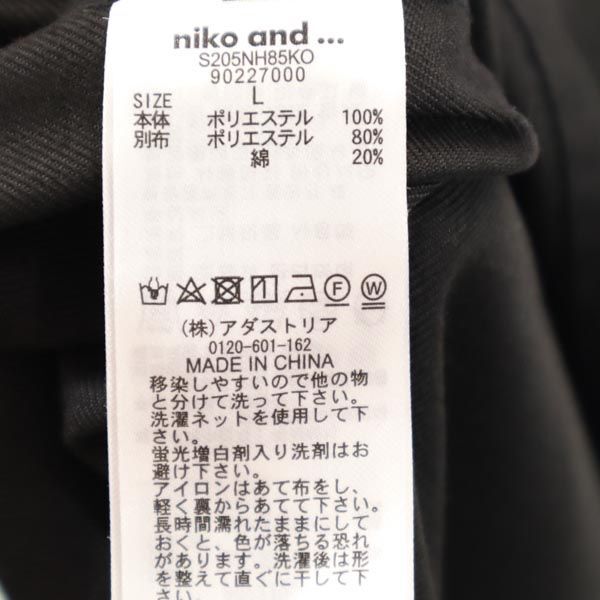 niko and ...
S205NH85KO
90227000
SIZE L
本体 ポリエステル 100%
別布 ポリエステル 80%
綿 20%
F W
(株)アダストリア
0120-601-162
MADE IN CHINA
移染しやすいので他の物
と分けて洗って下さい。
洗濯ネットを使用して下
さい。
蛍光増白剤入り洗剤はお
避け下さい。
アイロンはあて布をし、
軽く裏からあてて下さい。
長時間濡れたままにして
おくと、色が落ちる恐れ
があります。洗濯後は形
を整えて直ぐに干して下
さい。